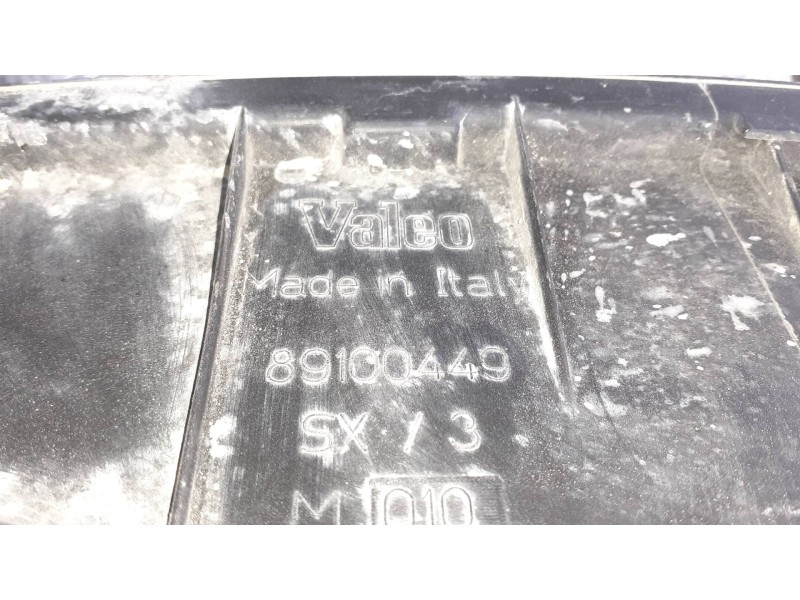 Valeo
Made in Italy
89100449
SX / 3
M 010